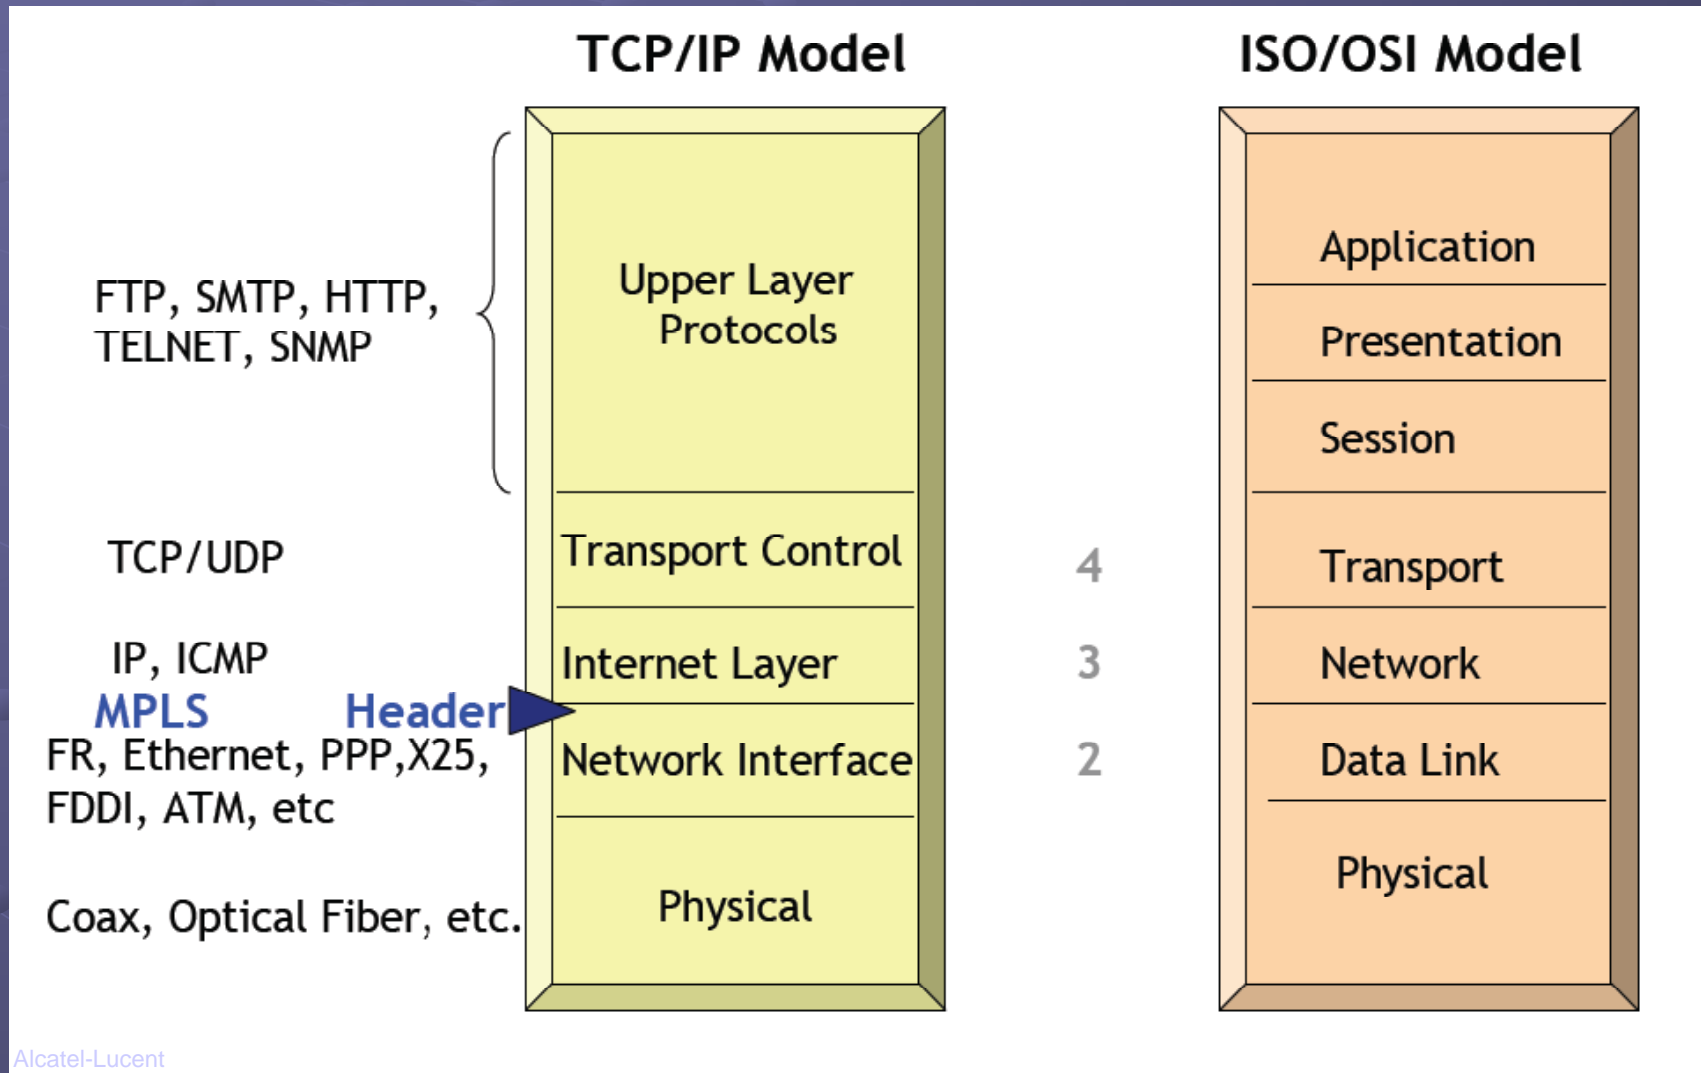 TCP/IP Model
ISO/OSI Model
FTP, SMTP, HTTP,
TELNET, SNMP
Upper Layer
Protocols
Application
Presentation
Session
TCP/UDP
Transport Control
4
Transport
IP, ICMP
Internet Layer
3
Network
MPLS Header
FR, Ethernet, PPP,X25,
FDDI, ATM, etc
Network Interface
2
Data Link
Coax, Optical Fiber, etc.
Physical
Physical
Alcatel-Lucent